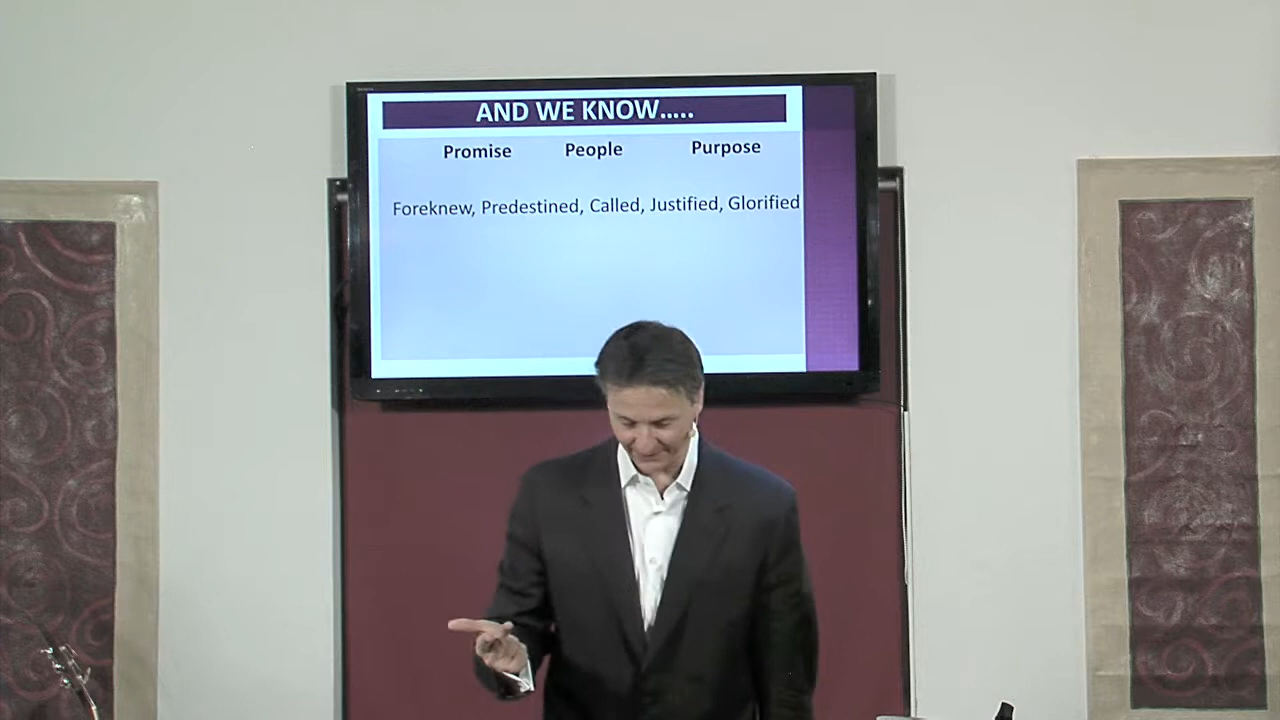 AND WE KNOW.....
Promise People Purpose
Foreknew, Predestined, Called, Justified, Glorified